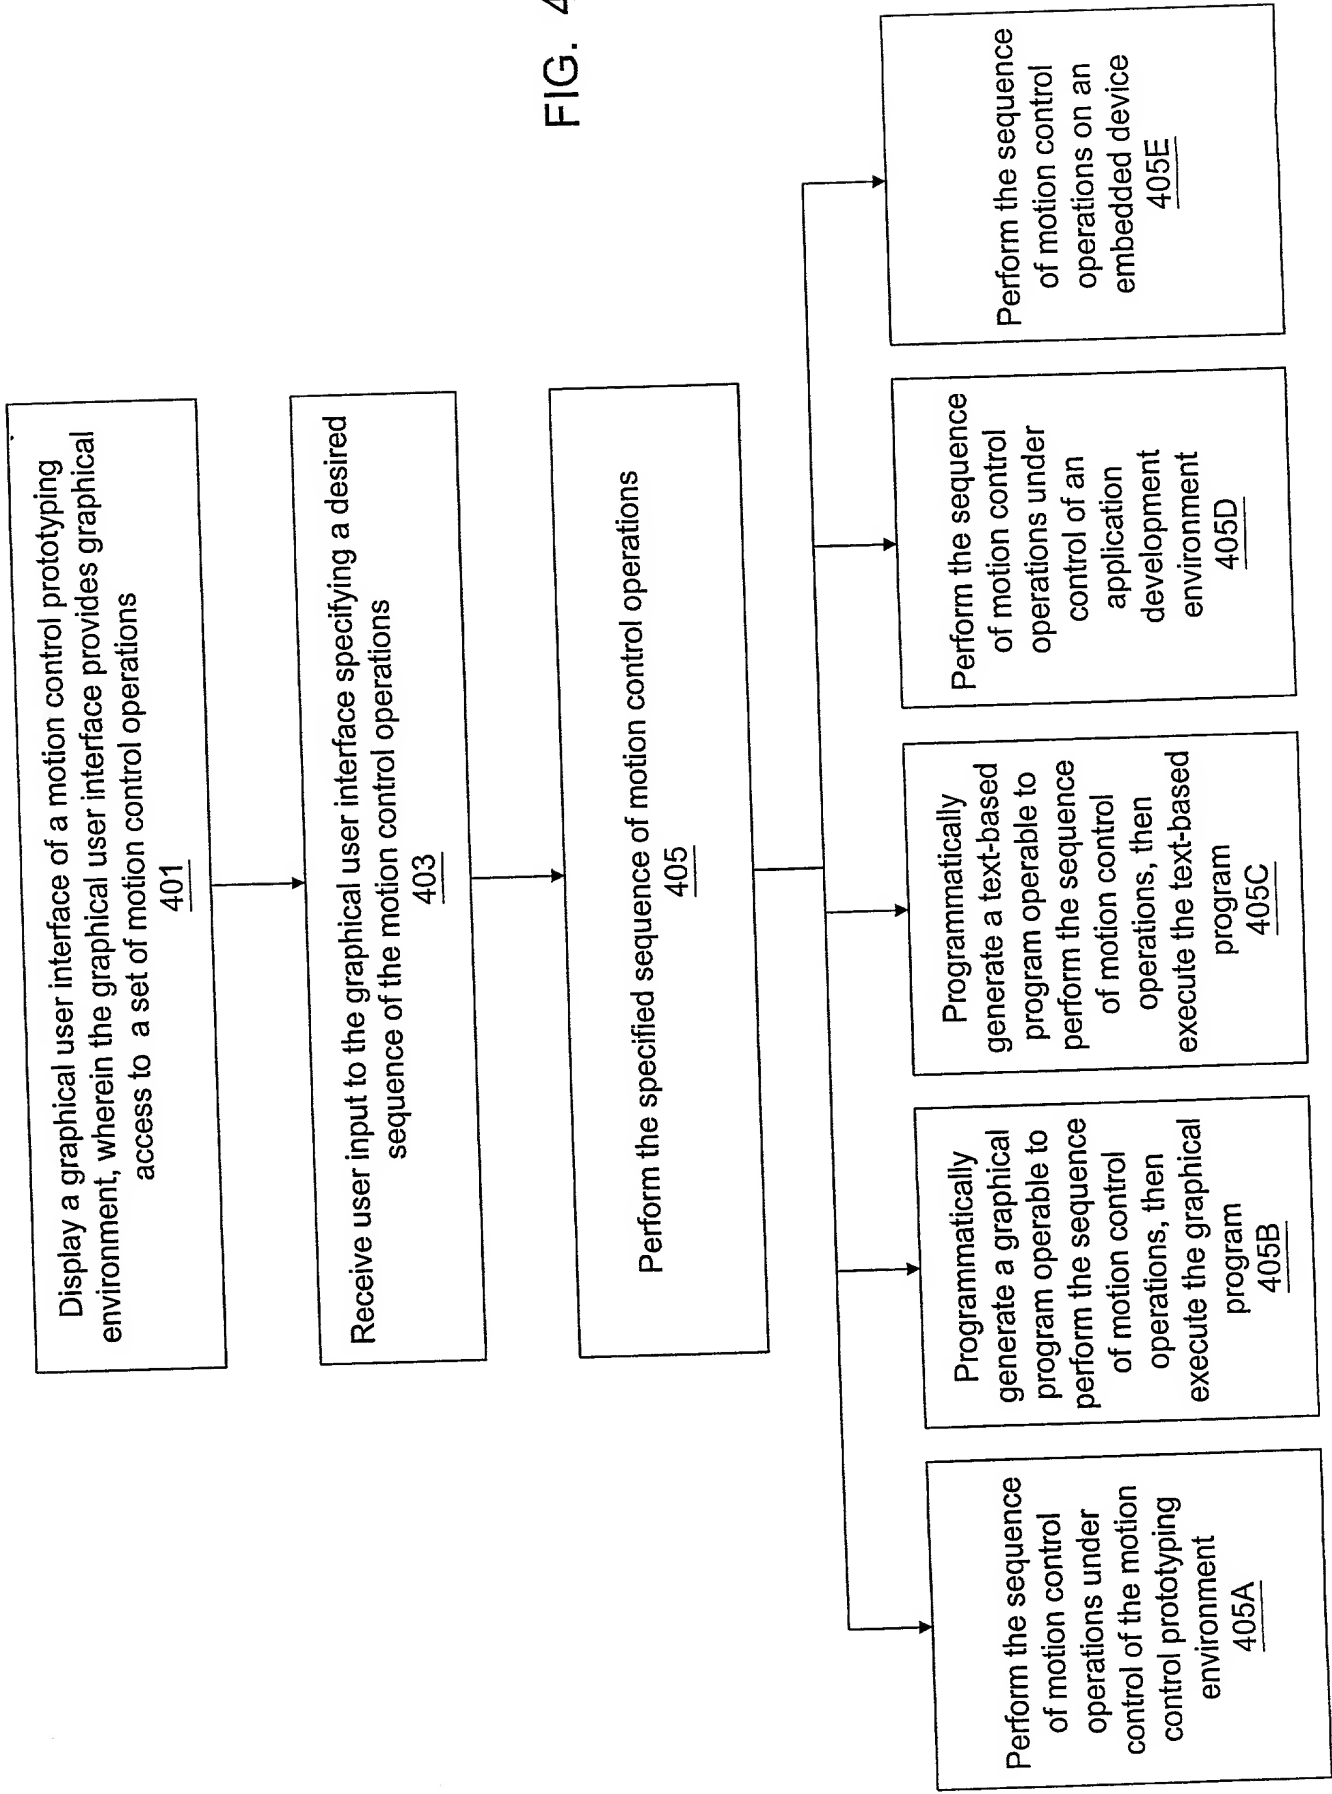 Display a graphical user interface of a motion control prototyping
environment, wherein the graphical user interface provides graphical
access to a set of motion control operations
401
Receive user input to the graphical user interface specifying a desired
sequence of the motion control operations
403
Perform the specified sequence of motion control operations
405
Perform the sequence
of motion control
operations under
control of the motion
control prototyping
environment
405A
Programmatically
generate a graphical
program operable to
perform the sequence
of motion control
operations, then
execute the graphical
program
405B
Programmatically
generate a text-based
program operable to
perform the sequence
of motion control
operations, then
execute the text-based
program
405C
Perform the sequence
of motion control
operations under
control of an
application
development
environment
405D
Perform the sequence
of motion control
operations on an
embedded device
405E
FIG. 4